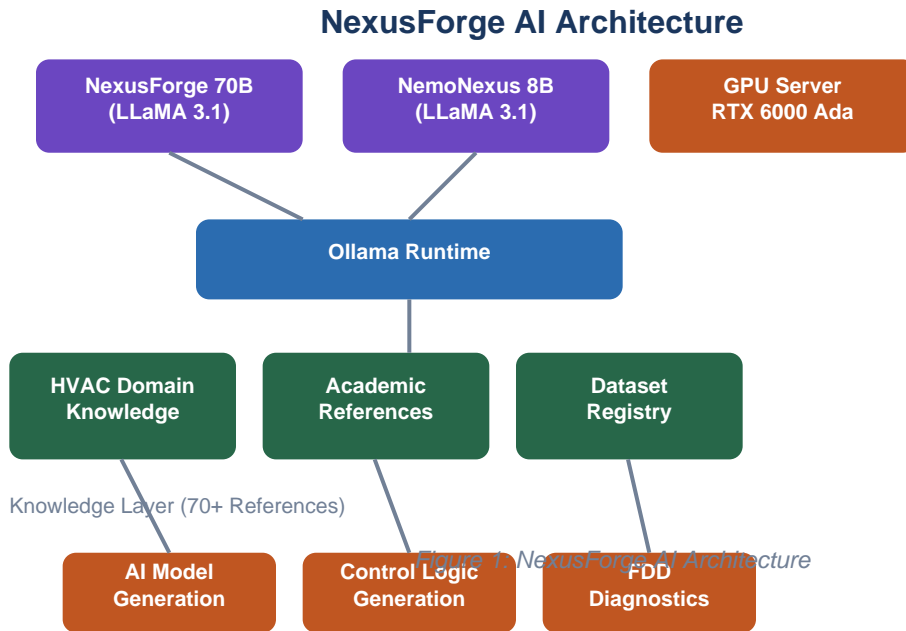 NexusForge AI Architecture
NexusForge 70B
(LLaMA 3.1)
NemoNexus 8B
(LLaMA 3.1)
GPU Server
RTX 6000 Ada
Ollama Runtime
HVAC Domain
Knowledge
Academic
References
Dataset
Registry
Knowledge Layer (70+ References)
Figure 1. NexusForge AI Architecture
AI Model
Generation
Control Logic
Generation
FDD
Diagnostics